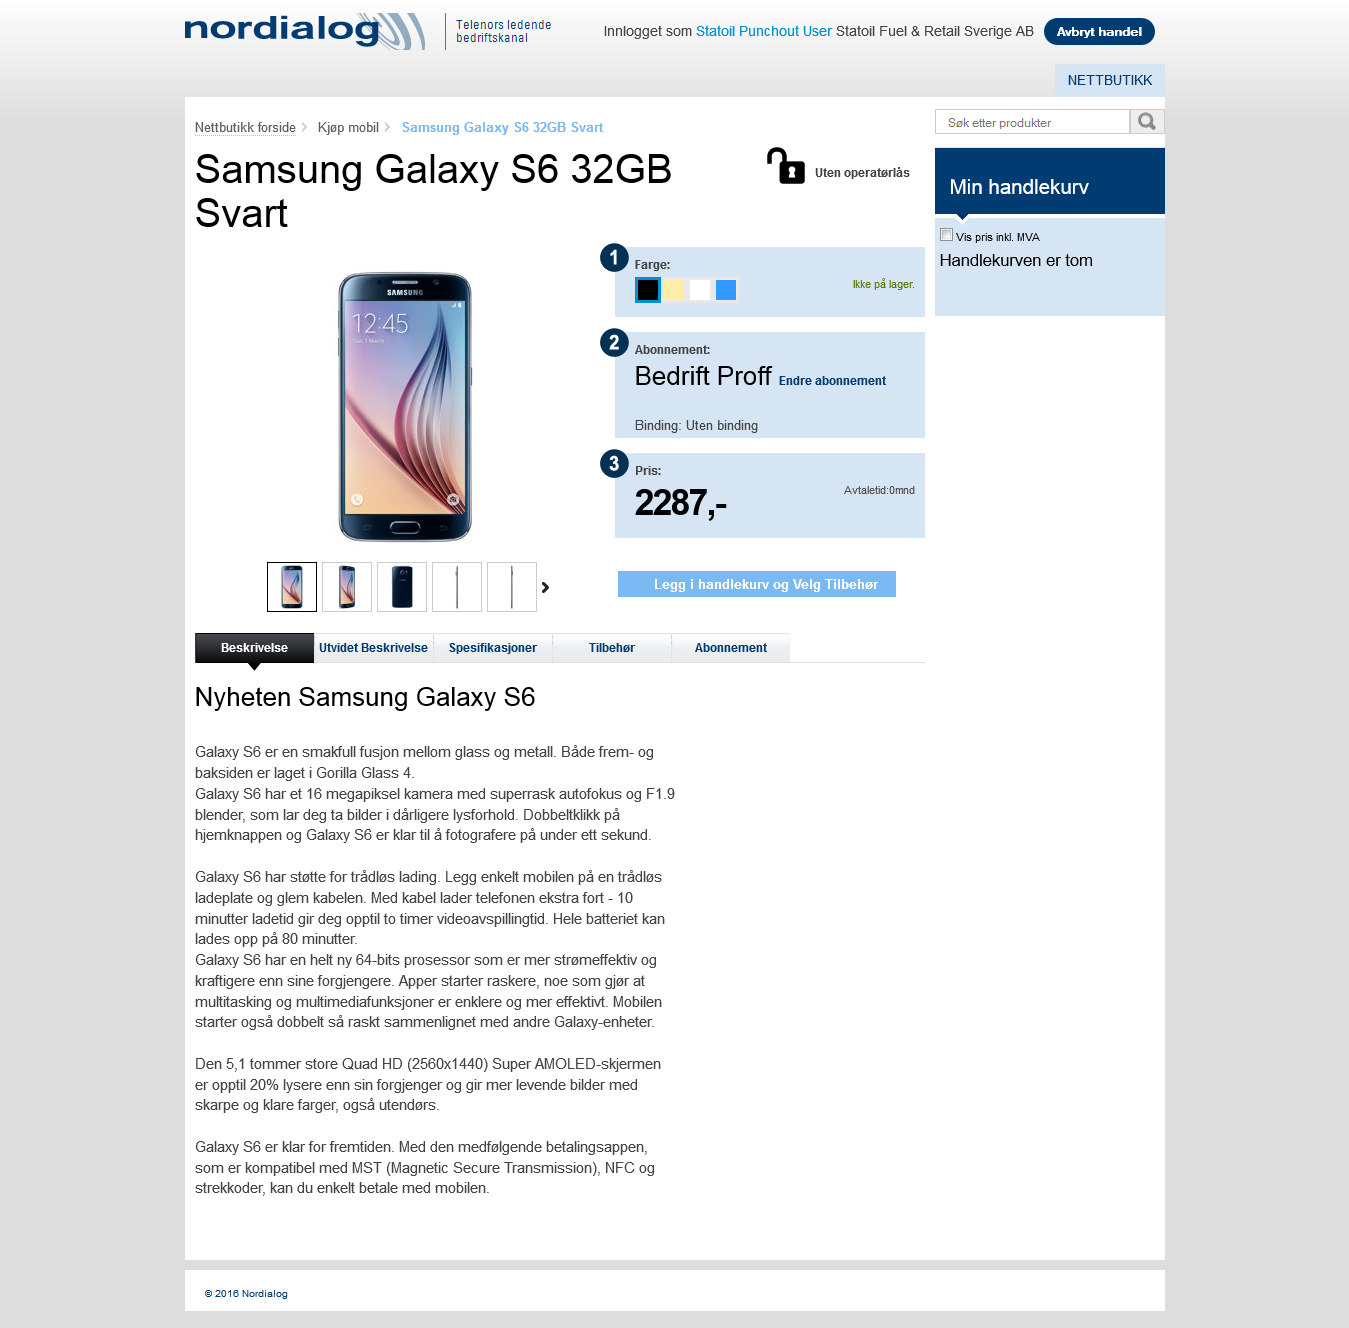 nordialog
Telenors ledende
bedriftskanal
Innlogget som Statoil Punchout User Statoil Fuel & Retail Sverige AB
Avbryt handel
NETTBUTIKK
Nettbutikk forside
Kjøp mobil
Samsung Galaxy S6 32GB Svart
Søk etter produkter
Samsung Galaxy S6 32GB
Svart
Uten operatørlås
Min handlekurv
Vis pris inkl. MVA
Handlekurven er tom
1
Farge:
Ikke på lager.
SAMSUNG
12:45
Sun, 1 March
2
Abonnement:
Bedrift Proff Endre abonnement
Binding: Uten binding
3
Pris:
2287,-
Avtaletid:0mnd
Legg i handlekurv og Velg Tilbehør
Beskrivelse
Utvidet Beskrivelse
Spesifikasjoner
Tilbehør
Abonnement
Nyheten Samsung Galaxy S6
Galaxy S6 er en smakfull fusjon mellom glass og metall. Både frem- og
baksiden er laget i Gorilla Glass 4.
Galaxy S6 har et 16 megapiksel kamera med superrask autofokus og F1.9
blender, som lar deg ta bilder i dårligere lysforhold. Dobbeltklikk på
hjemknappen og Galaxy S6 er klar til å fotografere på under ett sekund.
Galaxy S6 har støtte for trådløs lading. Legg enkelt mobilen på en trådløs
ladeplate og glem kabelen. Med kabel lader telefonen ekstra fort - 10
minutter ladetid gir deg opptil to timer videoavspillingtid. Hele batteriet kan
lades opp på 80 minutter.
Galaxy S6 har en helt ny 64-bits prosessor som er mer strømeffektiv og
kraftigere enn sine forgjengere. Apper starter raskere, noe som gjør at
multitasking og multimediafunksjoner er enklere og mer effektivt. Mobilen
starter også dobbelt så raskt sammenlignet med andre Galaxy-enheter.
Den 5,1 tommer store Quad HD (2560x1440) Super AMOLED-skjermen
er opptil 20% lysere enn sin forgjenger og gir mer levende bilder med
skarpe og klare farger, også utendørs.
Galaxy S6 er klar for fremtiden. Med den medfølgende betalingsappen,
som er kompatibel med MST (Magnetic Secure Transmission), NFC og
strekkoder, kan du enkelt betale med mobilen.
© 2016 Nordialog